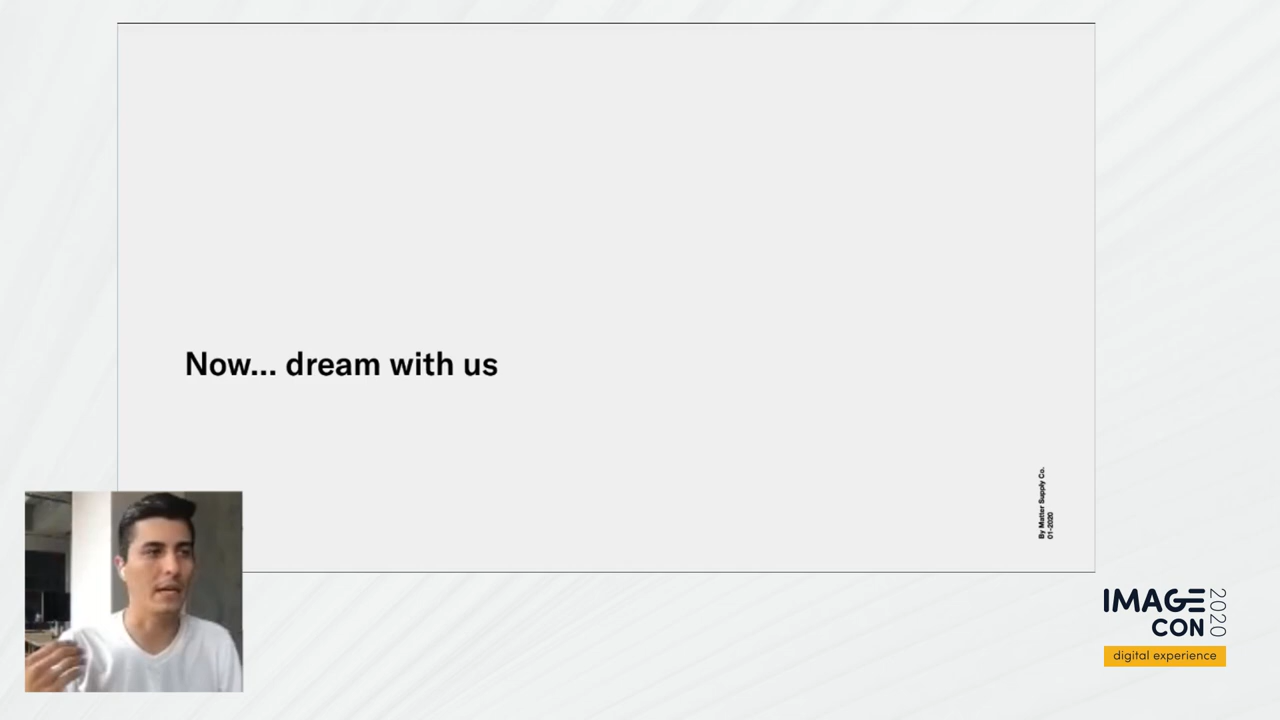 Now... dream with us
By Matter Supply Co.
01-2020
IMAGE
CON
2020
digital experience